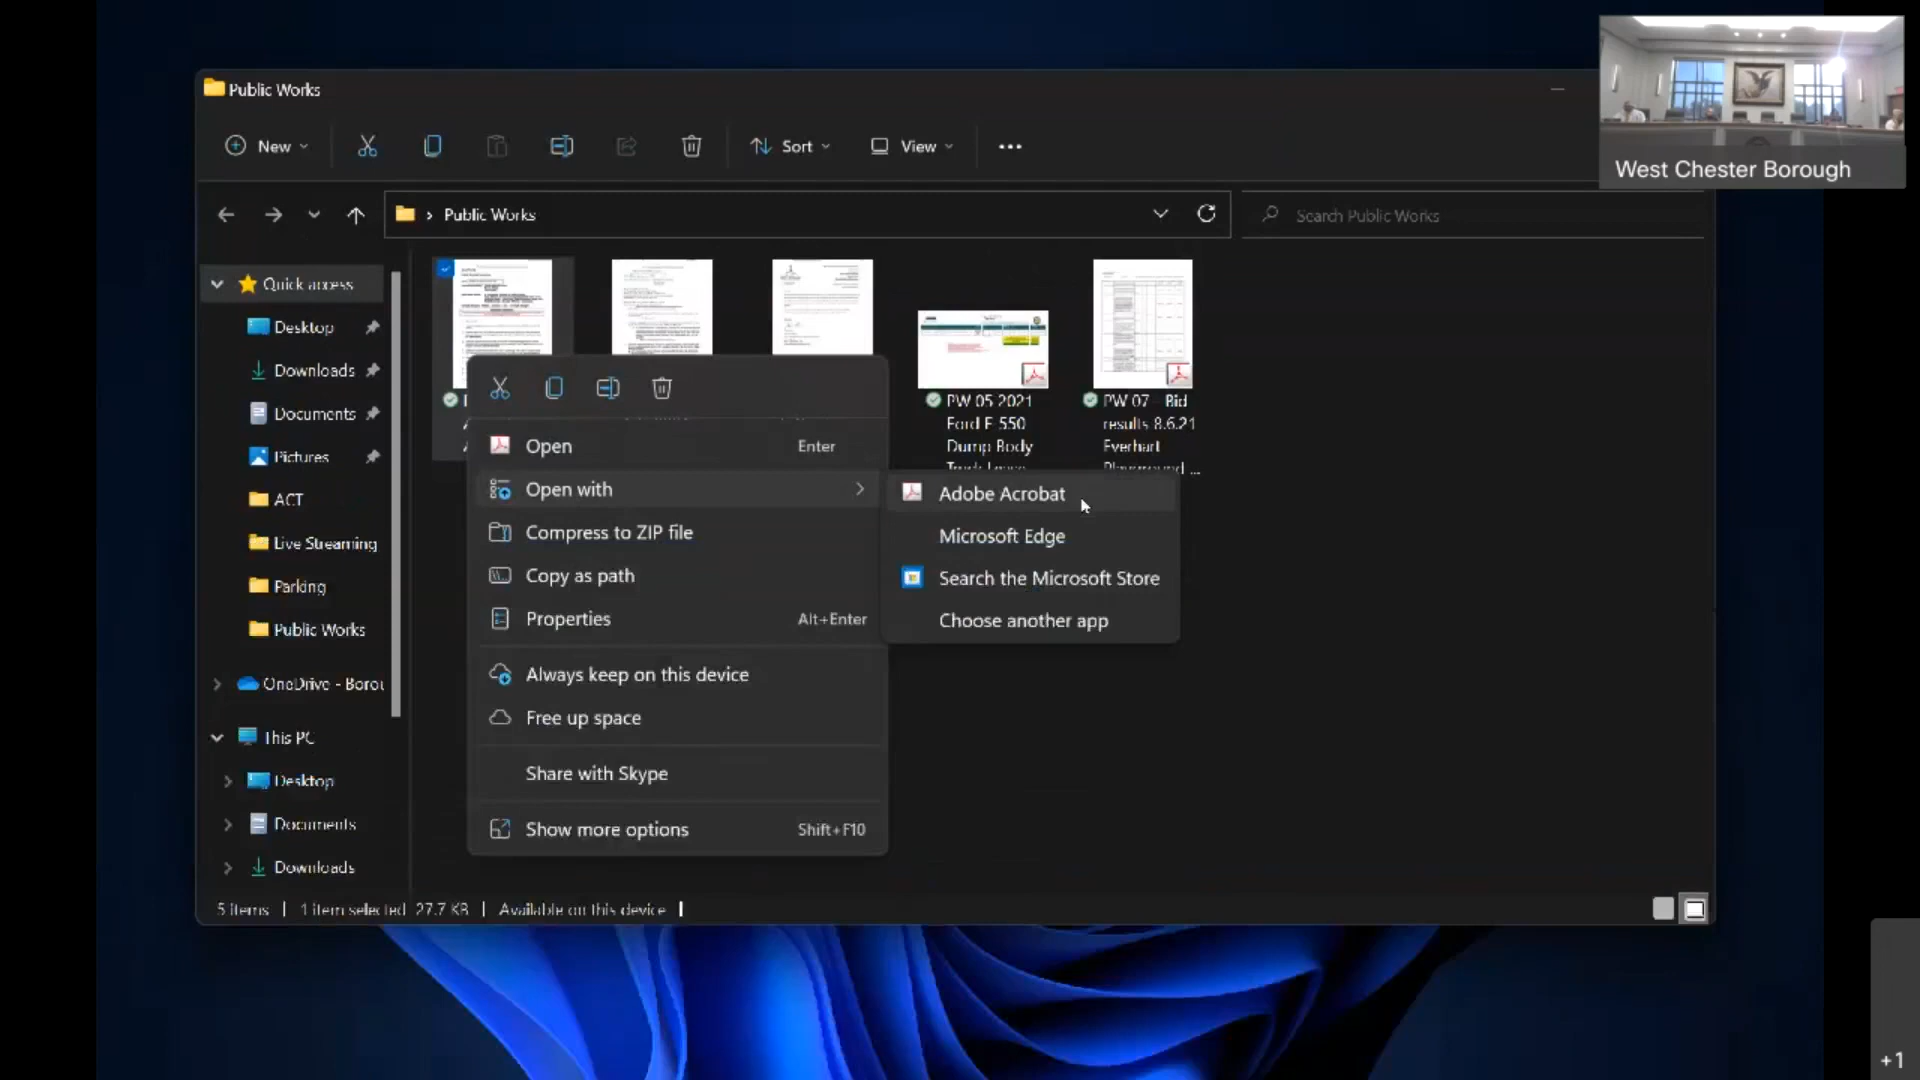 Public Works
New
Sort
View
West Chester Borough
Public Works
Search Public Works
Quick access
Desktop
Downloads
Documents
Pictures
ACT
Live Streaming
Parking
Public Works
OneDrive - Borou
This PC
Desktop
Documents
Downloads
PW 05 2021
Ford F 550
Dump Body
PW 07 Bid
results 8.6.21
Everhart
Playground ...
Open Enter
Open with
Compress to ZIP file
Copy as path
Properties Alt+Enter
Always keep on this device
Free up space
Share with Skype
Show more options Shift+F10
Adobe Acrobat
Microsoft Edge
Search the Microsoft Store
Choose another app
5 items 1 item selected 27.7 KB Available on this device
+1